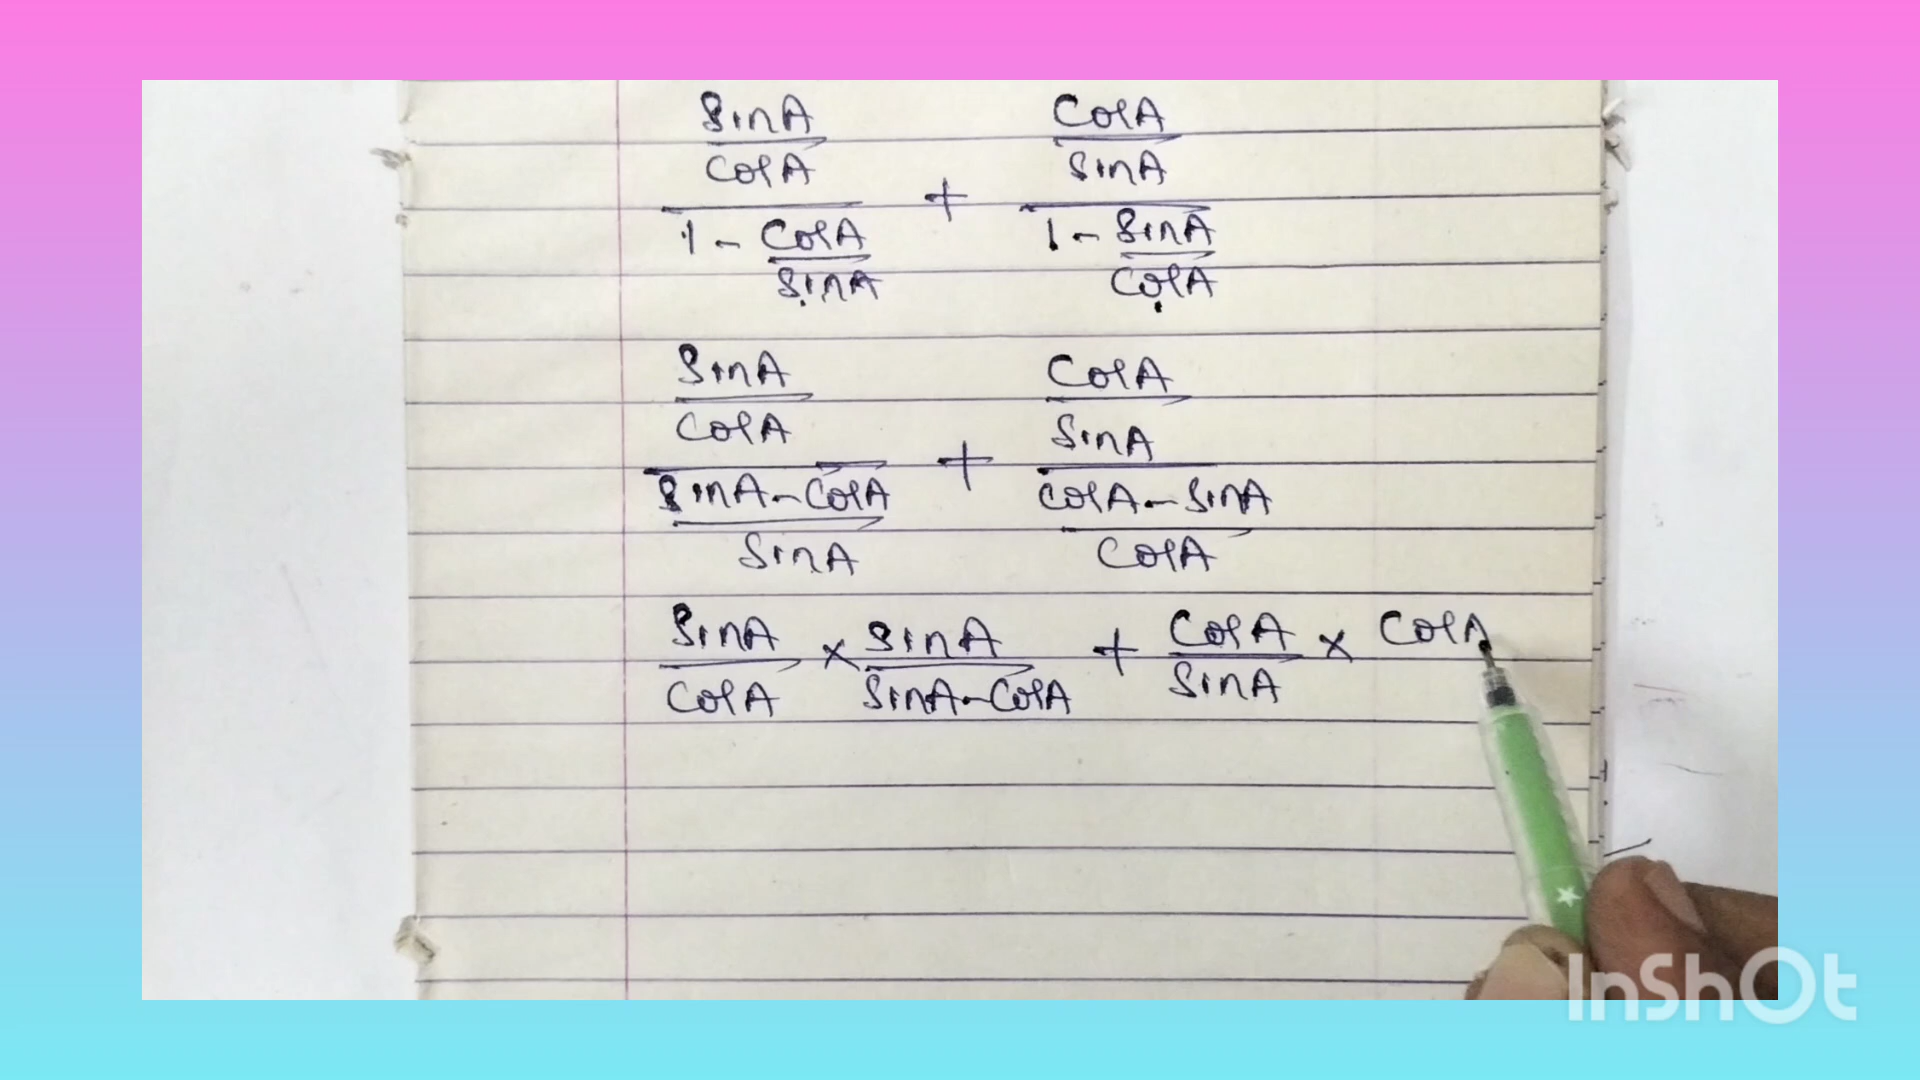 SinA + CosA
CosA SinA
1 - CosA 1 - SinA
SinA CosA
SinA + CosA
CosA SinA
SinA - CosA CosA - SinA
SinA CosA
SinA × SinA + CosA × CosA
CosA SinA - CosA SinA
InShOt